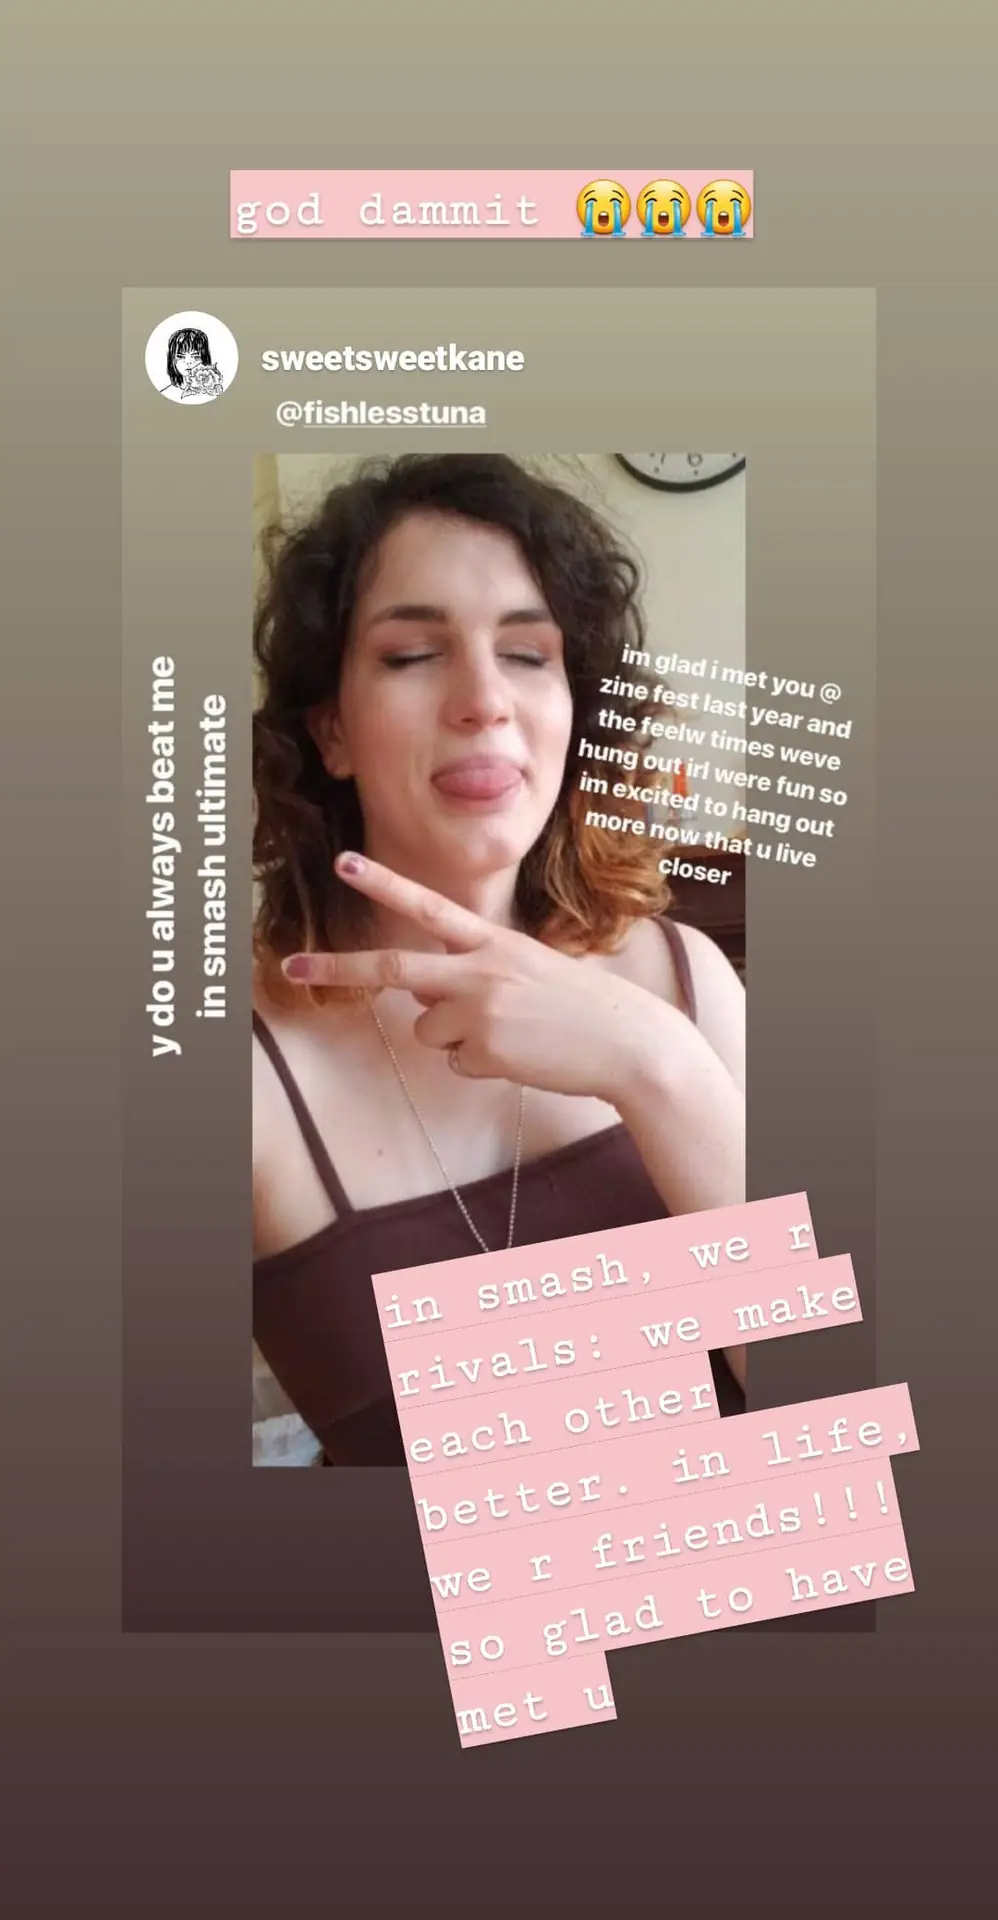 god dammit 😭😭😭
sweetsweetkane
@fishlesstuna
6
y do u always beat me
in smash ultimate
im glad i met you @
zine fest last year and
the feelw times weve
hung out irl were fun so
im excited to hang out
more now that u live
closer
in smash, we r
rivals: we make
each other
better. in life,
we r friends!!!
so glad to have
met u